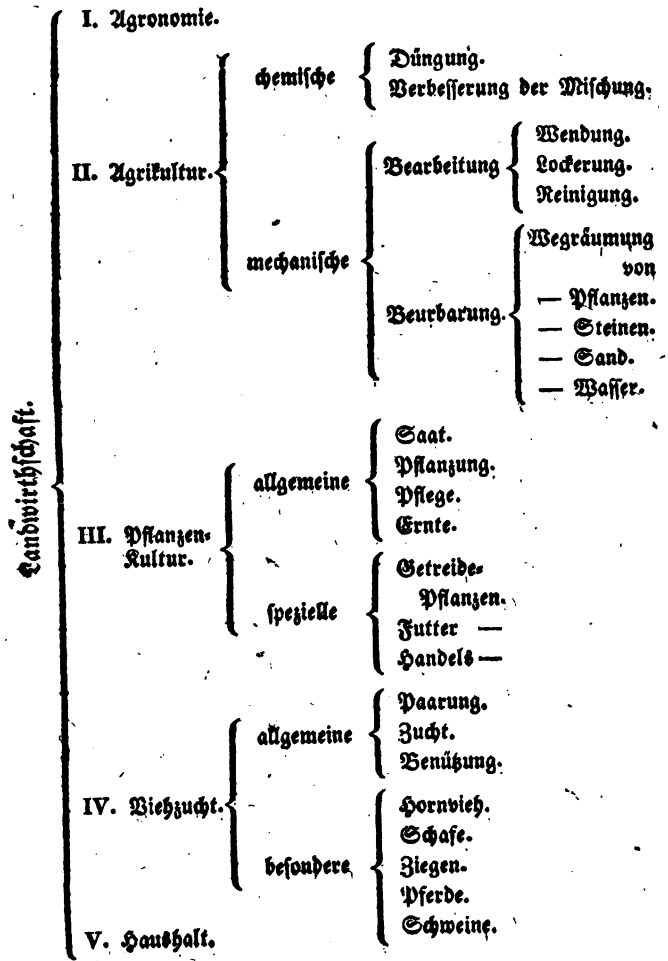 Landwirthschaft.
I. Agronomie.
II. Agrikultur.
chemische
Düngung.
Verbesserung der Mischung.
mechanische
Bearbeitung
Wendung.
Lockerung.
Reinigung.
Beurbarung.
Wegräumung
von
— Pflanzen.
— Steinen.
— Sand.
— Wasser.
III. Pflanzen-
Kultur.
allgemeine
Saat.
Pflanzung.
Pflege.
Ernte.
spezielle
Getreide-
Pflanzen.
Futter —
Handels —
IV. Viehzucht.
allgemeine
Paarung.
Zucht.
Benützung.
besondere
Hornvieh.
Schafe.
Ziegen.
Pferde.
Schweine.
V. Haushalt.